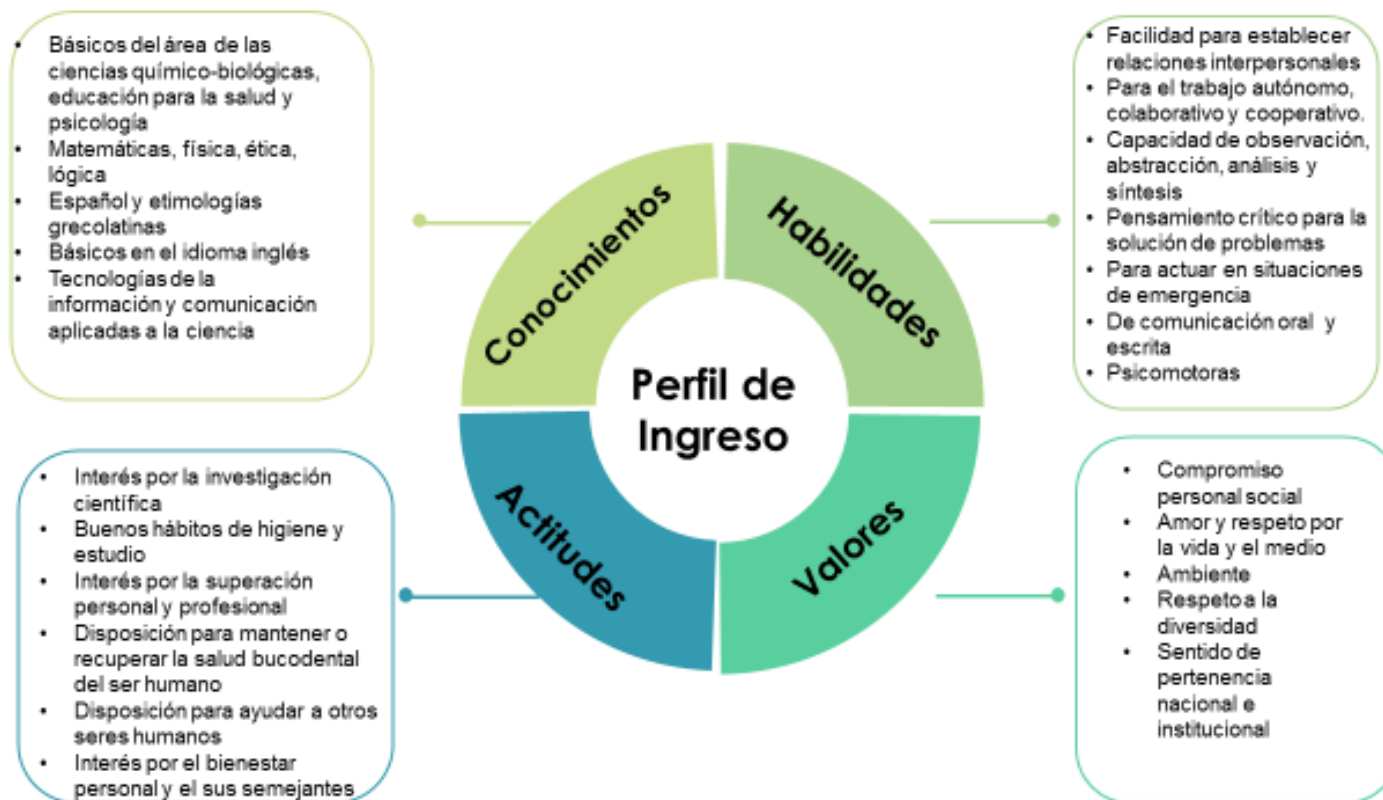 • Básicos del área de las
ciencias químico-biológicas,
educación para la salud y
psicología
• Matemáticas, física, ética,
lógica
• Español y etimologías
grecolatinas
• Básicos en el idioma inglés
• Tecnologías de la
información y comunicación
aplicadas a la ciencia
Conocimientos
Habilidades
• Facilidad para establecer
relaciones interpersonales
• Para el trabajo autónomo,
colaborativo y cooperativo.
• Capacidad de observación,
abstracción, análisis y
síntesis
• Pensamiento crítico para la
solución de problemas
• Para actuar en situaciones
de emergencia
• De comunicación oral y
escrita
• Psicomotoras
Perfil de
Ingreso
• Interés por la investigación
científica
• Buenos hábitos de higiene y
estudio
• Interés por la superación
personal y profesional
• Disposición para mantener o
recuperar la salud bucodental
del ser humano
• Disposición para ayudar a otros
seres humanos
• Interés por el bienestar
personal y el sus semejantes
Actitudes
Valores
• Compromiso
personal social
• Amor y respeto por
la vida y el medio
• Ambiente
• Respeto a la
diversidad
• Sentido de
pertenencia
nacional e
institucional